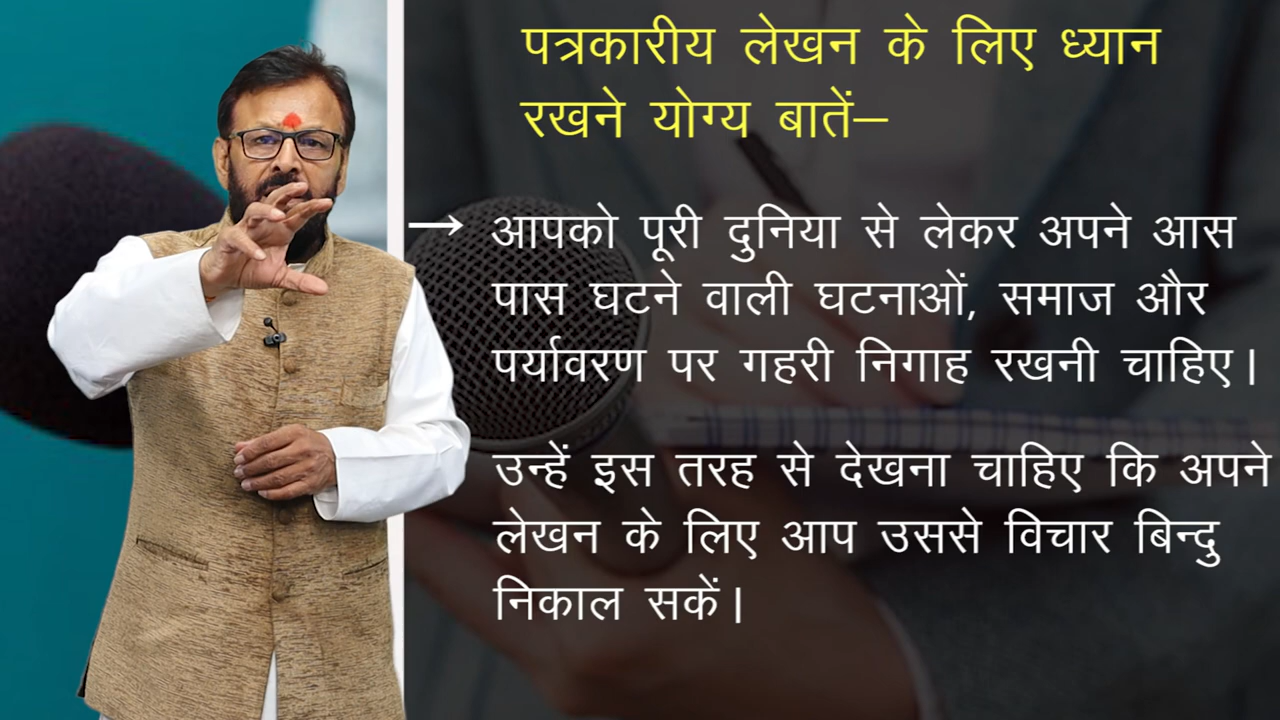 पत्रकारीय लेखन के लिए ध्यान
रखने योग्य बातें—
→ आपको पूरी दुनिया से लेकर अपने आस
पास घटने वाली घटनाओं, समाज और
पर्यावरण पर गहरी निगाह रखनी चाहिए।
उन्हें इस तरह से देखना चाहिए कि अपने
लेखन के लिए आप उससे विचार बिन्दु
निकाल सकें।